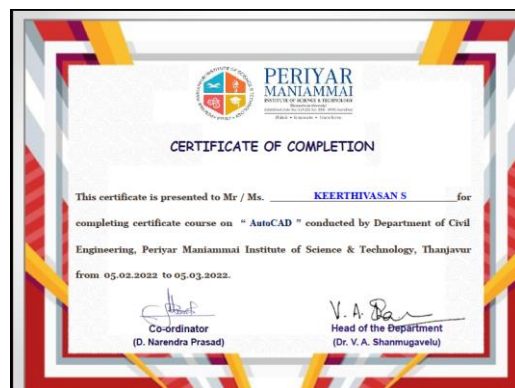 PERIYAR
MANIAMMAI
INSTITUTE OF SCIENCE & TECHNOLOGY
CERTIFICATE OF COMPLETION
This certificate is presented to Mr / Ms. KEERTHIVASAN S for
completing certificate course on “ AutoCAD ” conducted by Department of Civil
Engineering, Periyar Maniammai Institute of Science & Technology, Thanjavur
from 05.02.2022 to 05.03.2022.
V. A.
Co-ordinator
(D. Narendra Prasad)
Head of the Department
(Dr. V. A. Shanmugavelu)